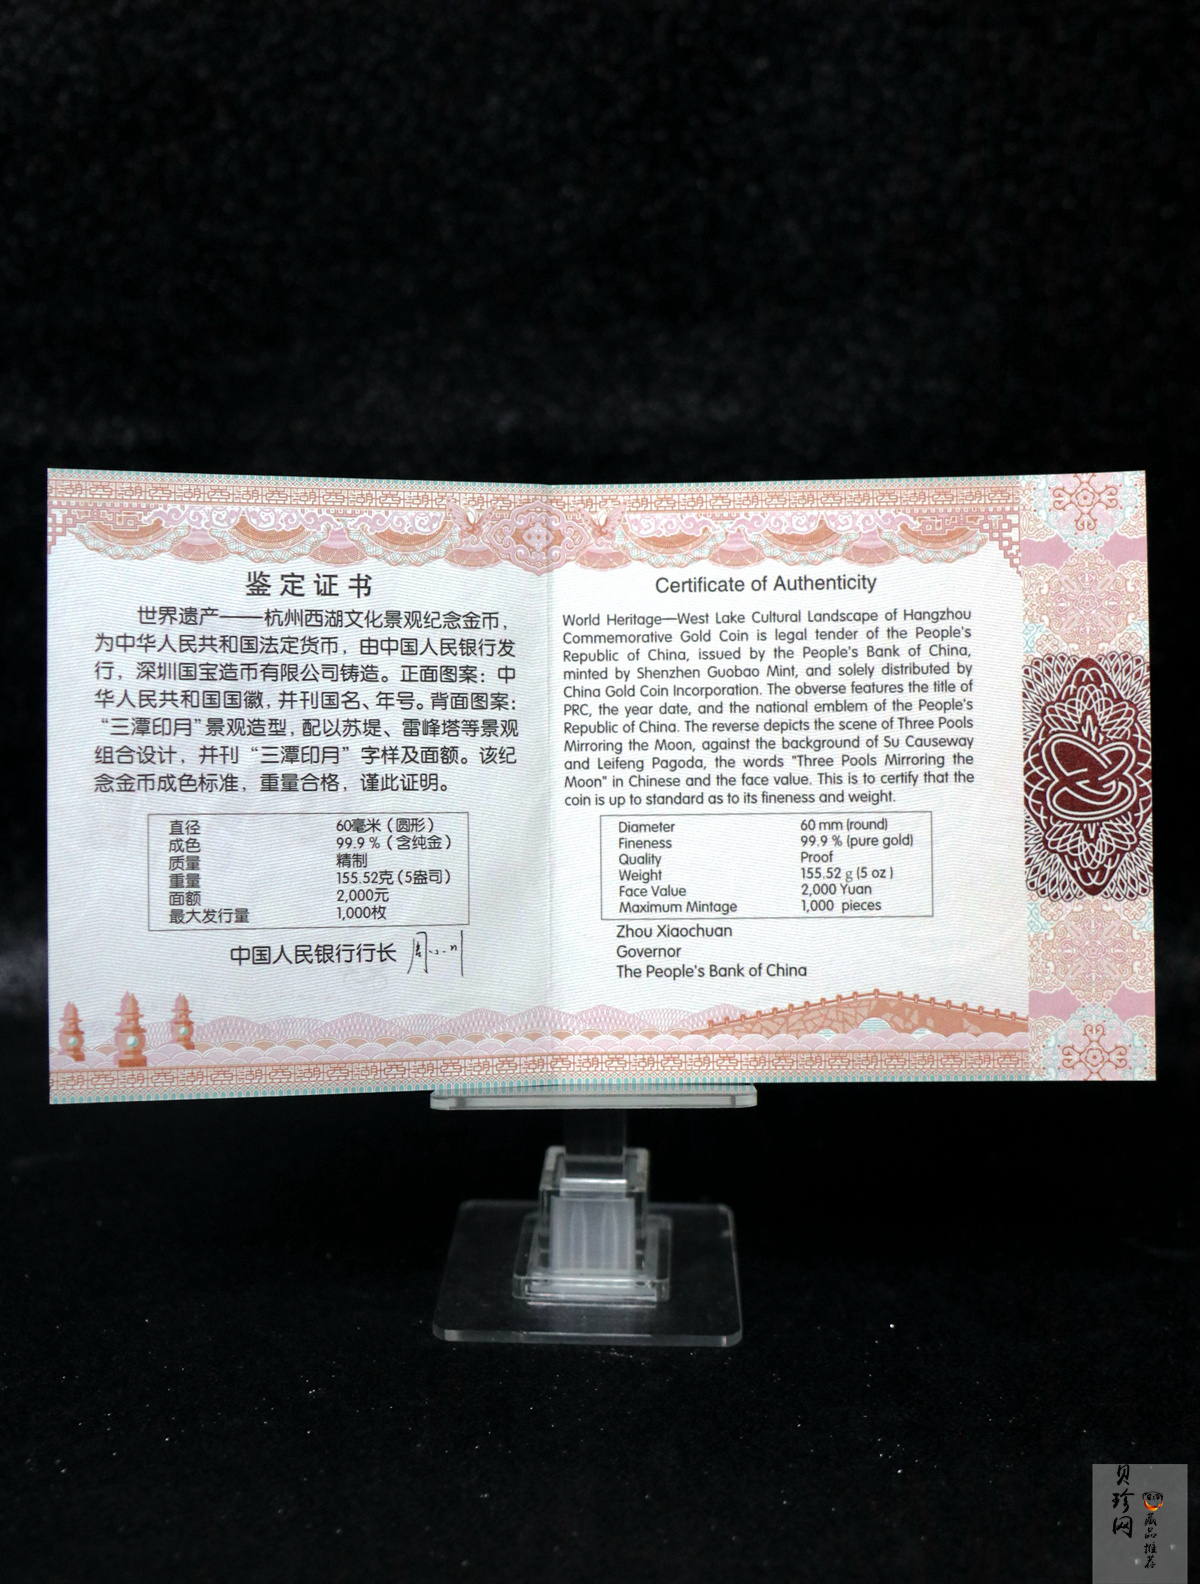 鉴定证书
世界遗产——杭州西湖文化景观纪念金币，
为中华人民共和国法定货币，由中国人民银行发
行，深圳国宝造币有限公司铸造。正面图案：中
华人民共和国国徽，并刊国名、年号。背面图案：
“三潭印月”景观造型，配以苏堤、雷峰塔等景观
组合设计，并刊“三潭印月”字样及面额。该纪
念金币成色标准，重量合格，谨此证明。
直径 60毫米（圆形）
成色 99.9％（含纯金）
质量 精制
重量 155.52克（5盎司）
面额 2,000元
最大发行量 1,000枚
中国人民银行行长
Certificate of Authenticity
World Heritage—West Lake Cultural Landscape of Hangzhou
Commemorative Gold Coin is legal tender of the People's
Republic of China, issued by the People's Bank of China,
minted by Shenzhen Guobao Mint, and solely distributed by
China Gold Coin Incorporation. The obverse features the title of
PRC, the year date, and the national emblem of the People's
Republic of China. The reverse depicts the scene of Three Pools
Mirroring the Moon, against the background of Su Causeway
and Leifeng Pagoda, the words "Three Pools Mirroring the
Moon" in Chinese and the face value. This is to certify that the
coin is up to standard as to its fineness and weight.
Diameter 60 mm (round)
Fineness 99.9 % (pure gold)
Quality Proof
Weight 155.52 g (5 oz )
Face Value 2,000 Yuan
Maximum Mintage 1,000 pieces
Zhou Xiaochuan
Governor
The People's Bank of China
贝珍网
藏品推荐